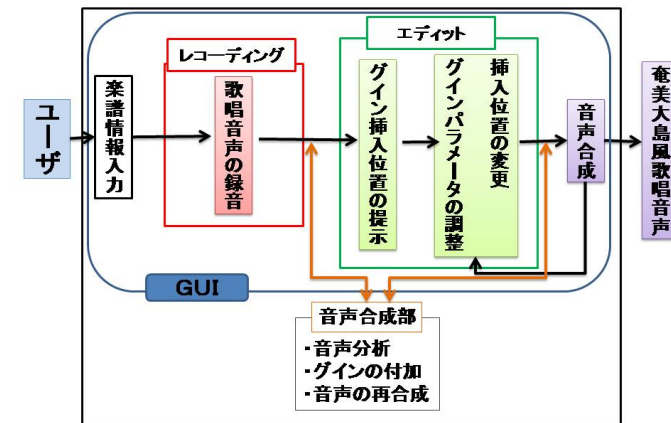 ユーザ
楽譜情報入力
レコーディング
歌唱音声の録音
エディット
グイン挿入位置の提示
挿入位置の変更
グインパラメータの調整
音声合成
奄美大島風歌唱音声
GUI
音声合成部
・音声分析
・グインの付加
・音声の再合成